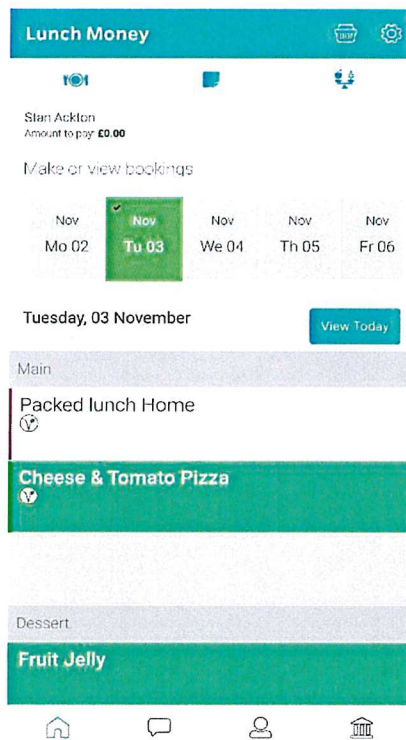 Lunch Money
Stan Ackton
Amount to pay: £0.00
Make or view bookings
Nov Nov Nov Nov Nov
Mo 02 Tu 03 We 04 Th 05 Fr 06
Tuesday, 03 November
View Today
Main
Packed lunch Home
Cheese & Tomato Pizza
Dessert
Fruit Jelly